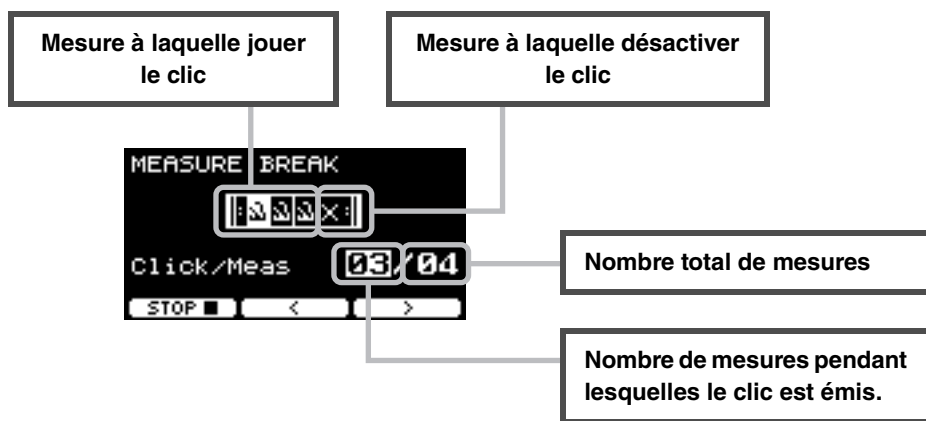 Mesure à laquelle jouer
le clic
Mesure à laquelle désactiver
le clic
MEASURE BREAK
Click/Meas 03/04
STOP ■ < >
Nombre total de mesures
Nombre de mesures pendant
lesquelles le clic est émis.